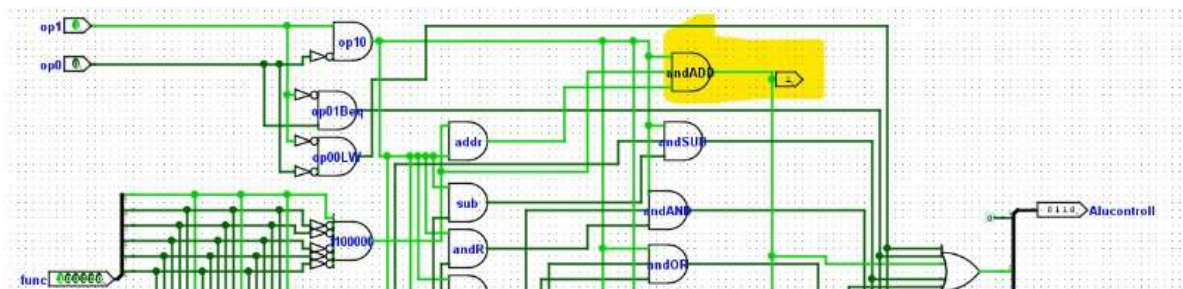 op1
op0
op10
andADD
op01Beq
addr
andSUB
op00LW
sub
andAND
0110
Alucontroll
andR
andOR
func